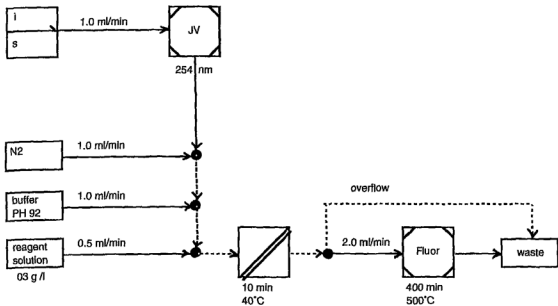 i
s
1.0 ml/min
JV
254 nm
N2
1.0 ml/min
buffer
PH 92
1.0 ml/min
reagent
solution
03 g /l
0.5 ml/min
10 min
40°C
overflow
2.0 ml/min
Fluor
400 min
500°C
waste